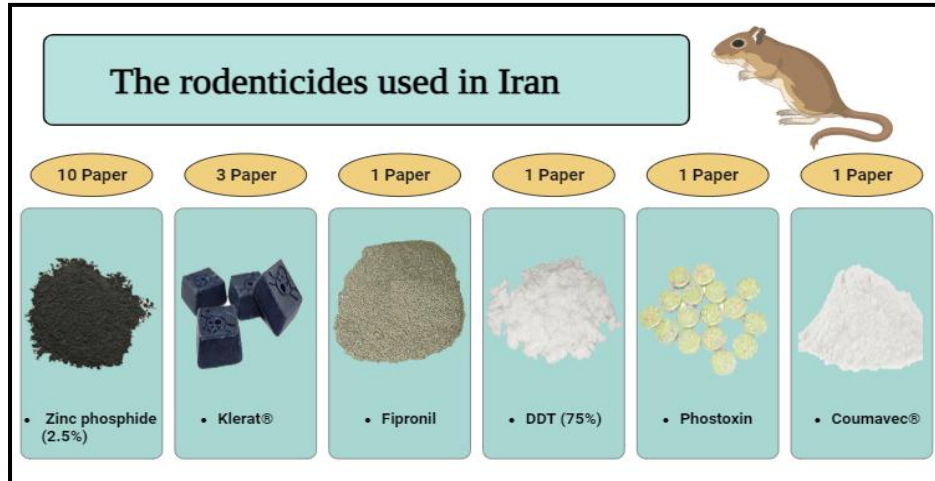 The rodenticides used in Iran
10 Paper
3 Paper
1 Paper
1 Paper
1 Paper
1 Paper
• Zinc phosphide
(2.5%)
• Klerat®
• Fipronil
• DDT (75%)
• Phostoxin
• Coumavec®